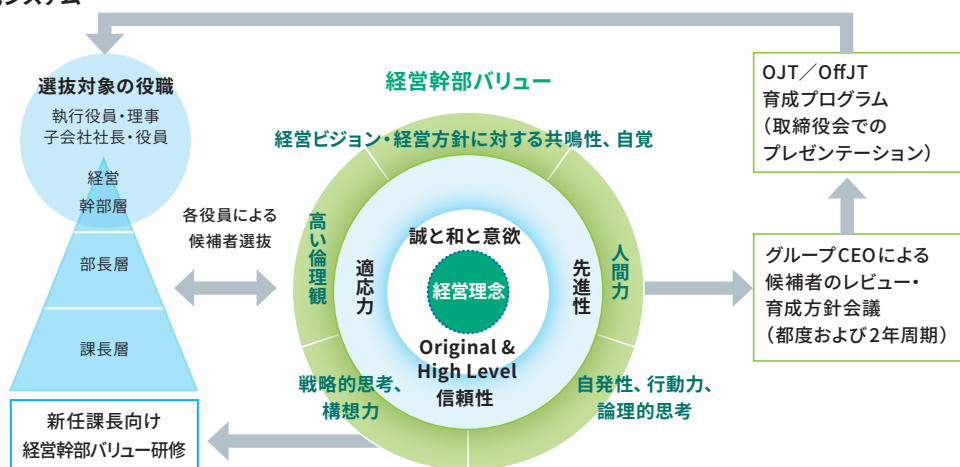 システム
選抜対象の役職
執行役員・理事
子会社社長・役員
経営
幹部層
部長層
課長層
新任課長向け
経営幹部バリュー研修
各役員による
候補者選抜
経営幹部バリュー
経営ビジョン・経営方針に対する共鳴性、自覚
高い倫理観
適応力
誠と和と意欲
経営理念
Original &
High Level
信頼性
先進性
人間力
戦略的思考、
構想力
自発性、行動力、
論理的思考
OJT／OffJT
育成プログラム
（取締役会での
プレゼンテーション）
グループCEOによる
候補者のレビュー・
育成方針会議
（都度および2年周期）